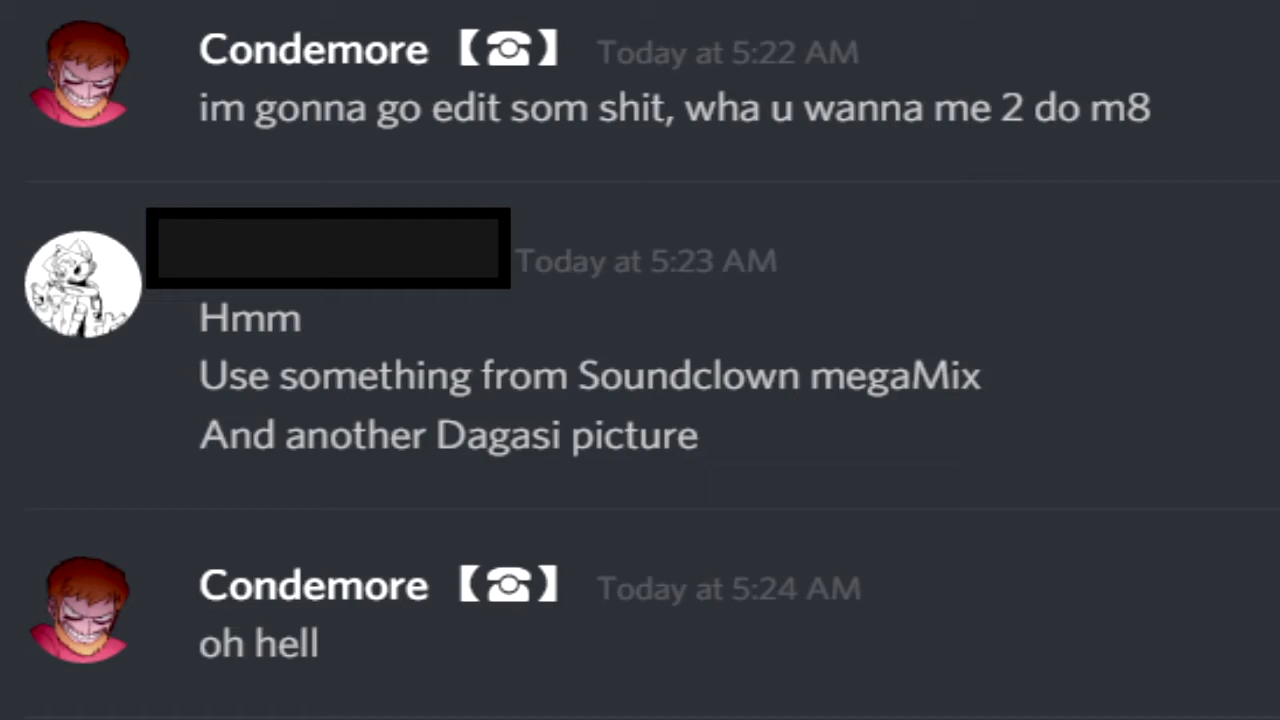 Condemore 【☎】 Today at 5:22 AM
im gonna go edit som shit, wha u wanna me 2 do m8
Today at 5:23 AM
Hmm
Use something from Soundclown megaMix
And another Dagasi picture
Condemore 【☎】 Today at 5:24 AM
oh hell